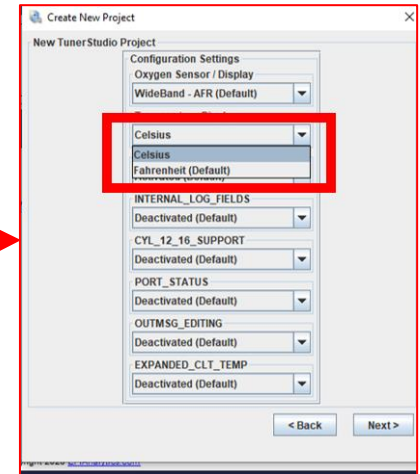 Create New Project
New TunerStudio Project
Configuration Settings
Oxygen Sensor / Display
WideBand - AFR (Default)
Celsius
Celsius
Fahrenheit (Default)
INTERNAL_LOG_FIELDS
Deactivated (Default)
CYL_12_16_SUPPORT
Deactivated (Default)
PORT_STATUS
Deactivated (Default)
OUTMSG_EDITING
Deactivated (Default)
EXPANDED_CLT_TEMP
Deactivated (Default)
< Back Next >